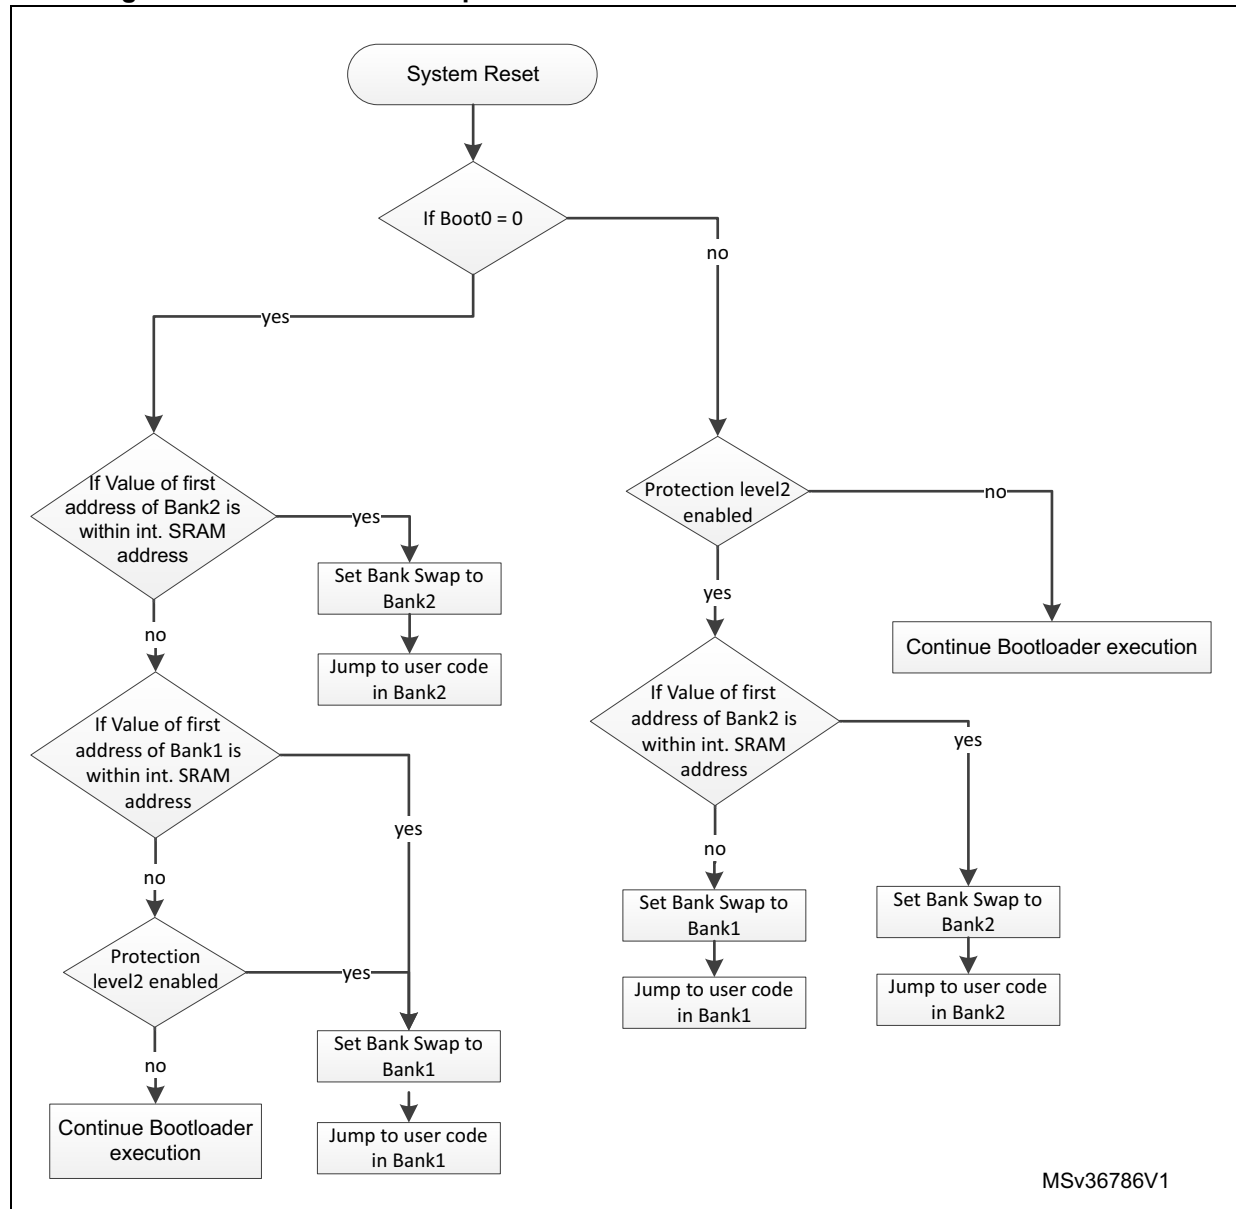 System Reset
If Boot0 = 0
no
yes
If Value of first
address of Bank2 is
within int. SRAM
address
yes
Set Bank Swap to
Bank2
Jump to user code
in Bank2
no
If Value of first
address of Bank1 is
within int. SRAM
address
yes
no
Protection
level2 enabled
yes
Set Bank Swap to
Bank1
Jump to user code
in Bank1
no
Continue Bootloader
execution
Protection level2
enabled
no
Continue Bootloader execution
yes
If Value of first
address of Bank2 is
within int. SRAM
address
yes
no
Set Bank Swap to
Bank1
Jump to user code
in Bank1
Set Bank Swap to
Bank2
Jump to user code
in Bank2
MSv36786V1